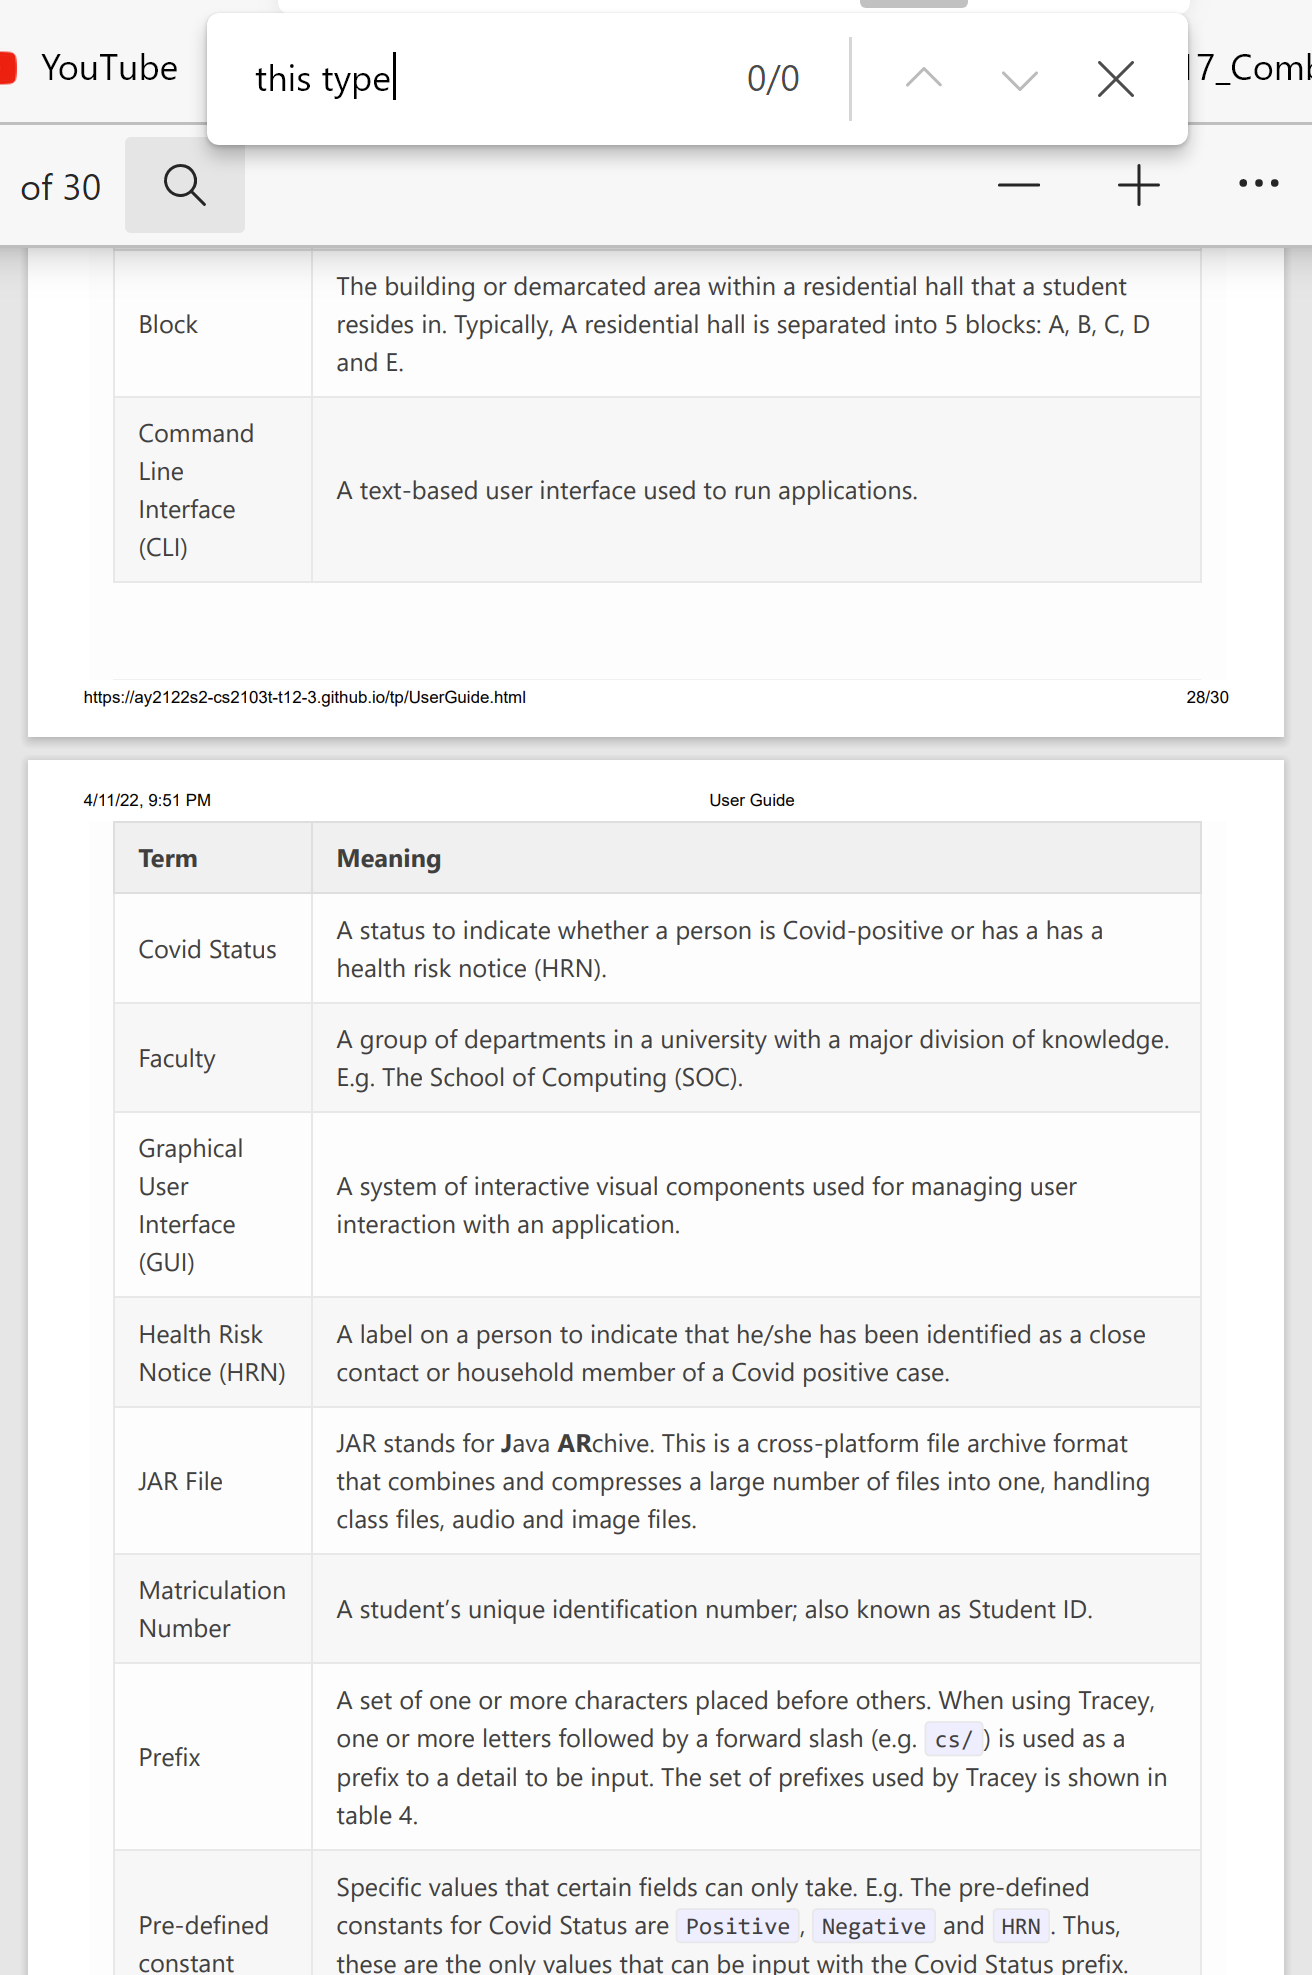 YouTube
this type
0/0
17_Comb
of 30
Block
The building or demarcated area within a residential hall that a student
resides in. Typically, A residential hall is separated into 5 blocks: A, B, C, D
and E.
Command
Line
Interface
(CLI)
A text-based user interface used to run applications.
https://ay2122s2-cs2103t-t12-3.github.io/tp/UserGuide.html
28/30
4/11/22, 9:51 PM
User Guide
Term
Meaning
Covid Status
A status to indicate whether a person is Covid-positive or has a has a
health risk notice (HRN).
Faculty
A group of departments in a university with a major division of knowledge.
E.g. The School of Computing (SOC).
Graphical
User
Interface
(GUI)
A system of interactive visual components used for managing user
interaction with an application.
Health Risk
Notice (HRN)
A label on a person to indicate that he/she has been identified as a close
contact or household member of a Covid positive case.
JAR File
JAR stands for Java ARchive. This is a cross-platform file archive format
that combines and compresses a large number of files into one, handling
class files, audio and image files.
Matriculation
Number
A student’s unique identification number; also known as Student ID.
Prefix
A set of one or more characters placed before others. When using Tracey,
one or more letters followed by a forward slash (e.g. cs/ ) is used as a
prefix to a detail to be input. The set of prefixes used by Tracey is shown in
table 4.
Pre-defined
constant
Specific values that certain fields can only take. E.g. The pre-defined
constants for Covid Status are Positive , Negative and HRN . Thus,
these are the only values that can be input with the Covid Status prefix.